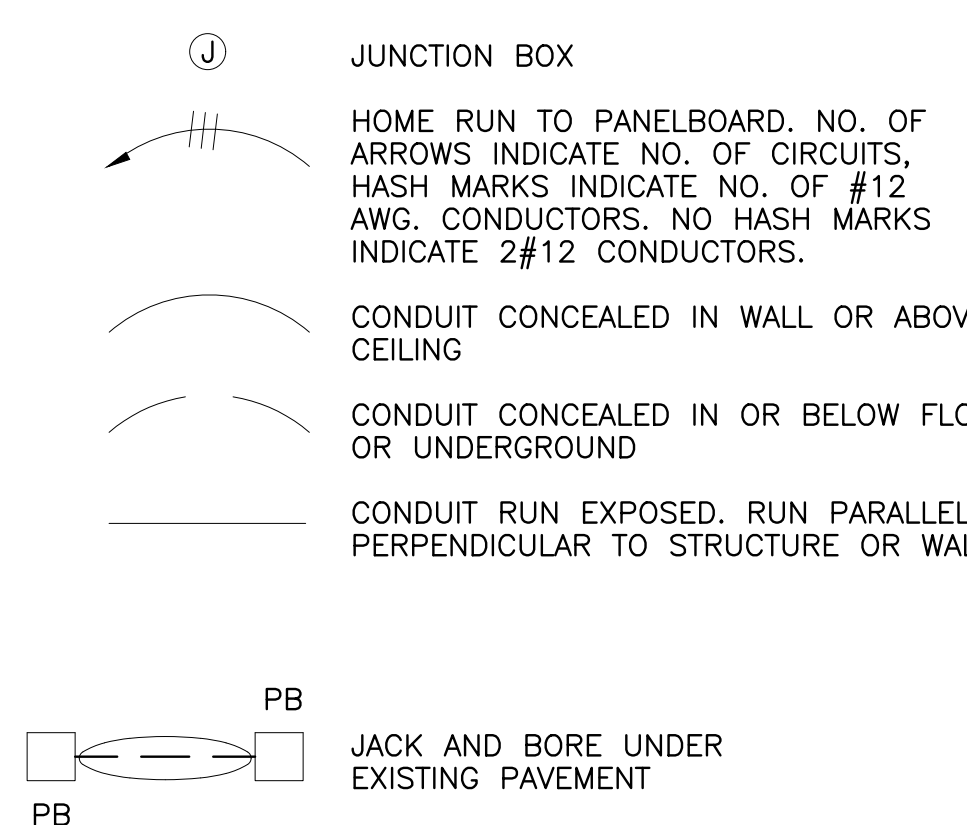 J JUNCTION BOX
HOME RUN TO PANELBOARD. NO. OF
ARROWS INDICATE NO. OF CIRCUITS,
HASH MARKS INDICATE NO. OF #12
AWG. CONDUCTORS. NO HASH MARKS
INDICATE 2#12 CONDUCTORS.
CONDUIT CONCEALED IN WALL OR
CEILING
CONDUIT CONCEALED IN OR BELOW
OR UNDERGROUND
CONDUIT RUN EXPOSED. RUN PARALLEL
PERPENDICULAR TO STRUCTURE OR
PB
JACK AND BORE UNDER
EXISTING PAVEMENT
PB